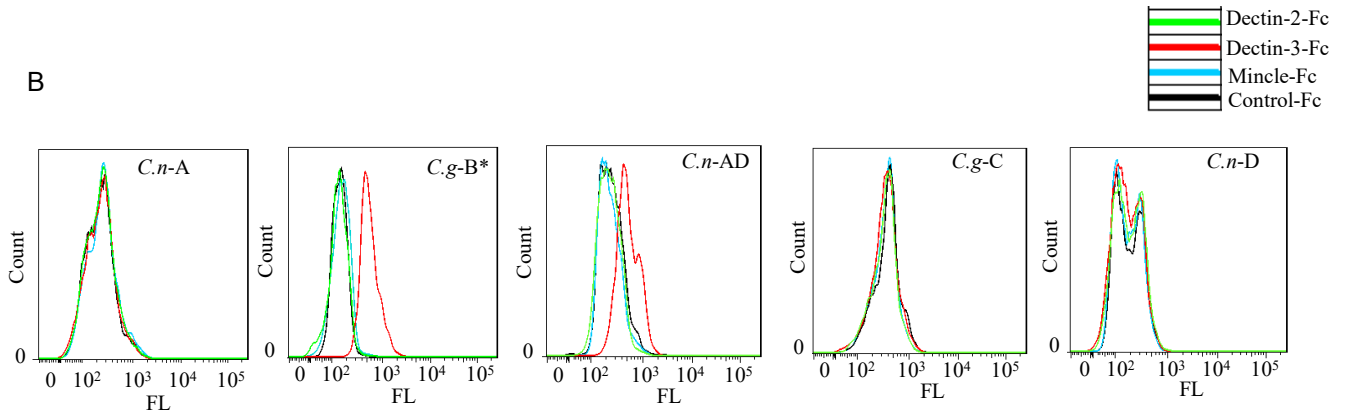 Dectin-2-Fc
Dectin-3-Fc
Mincle-Fc
Control-Fc
B
C.n-A
Count
0
0 10² 10³ 10⁴ 10⁵
FL
C.g-B*
Count
0
0 10² 10³ 10⁴ 10⁵
FL
C.n-AD
Count
0
0 10² 10³ 10⁴ 10⁵
FL
C.g-C
Count
0
0 10² 10³ 10⁴ 10⁵
FL
C.n-D
Count
0
0 10² 10³ 10⁴ 10⁵
FL